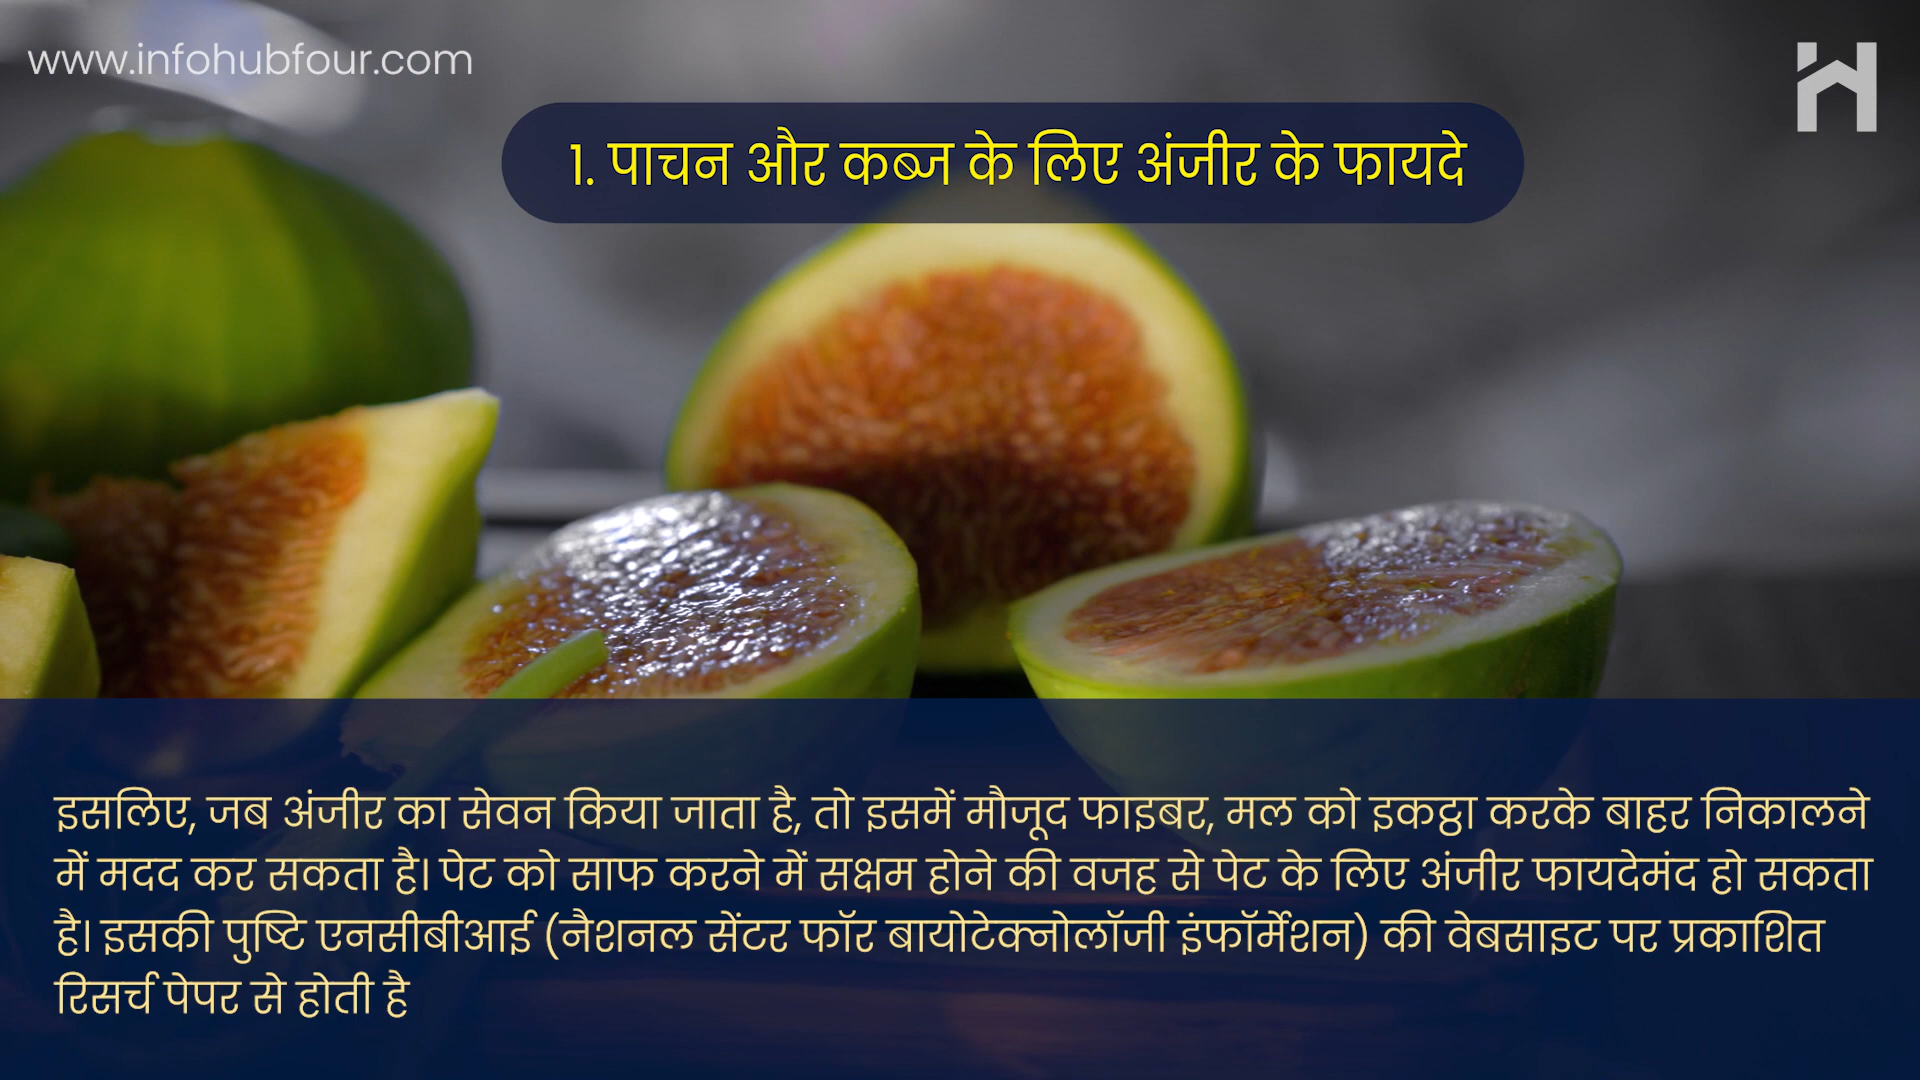 www.infohubfour.com
1. पाचन और कब्ज के लिए अंजीर के फायदे
इसलिए, जब अंजीर का सेवन किया जाता है, तो इसमें मौजूद फाइबर, मल को इकट्ठा करके बाहर निकालने
में मदद कर सकता है। पेट को साफ करने में सक्षम होने की वजह से पेट के लिए अंजीर फायदेमंद हो सकता
है। इसकी पुष्टि एनसीबीआई (नैशनल सेंटर फॉर बायोटेक्नोलॉजी इंफॉर्मेशन) की वेबसाइट पर प्रकाशित
रिसर्च पेपर से होती है